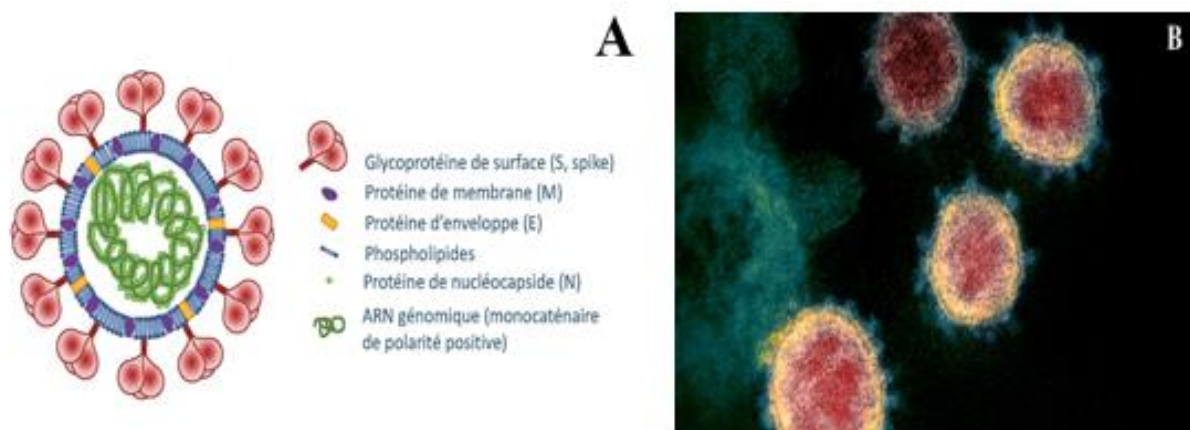 A
B
Glycoprotéine de surface (S, spike)
Protéine de membrane (M)
Protéine d'enveloppe (E)
Phospholipides
Protéine de nucléocapside (N)
ARN génomique (monocaténaire
de polarité positive)